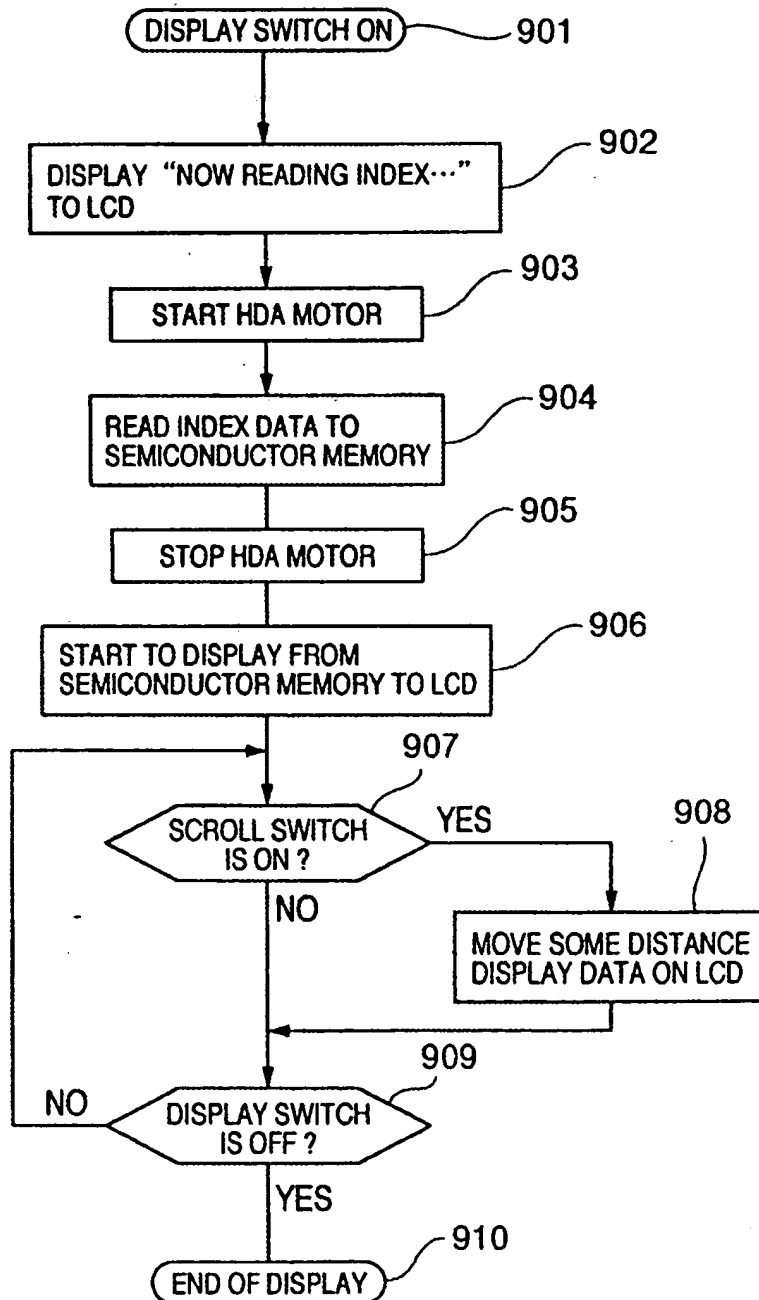 DISPLAY SWITCH ON
901
902
DISPLAY “NOW READING INDEX···”
TO LCD
903
START HDA MOTOR
904
READ INDEX DATA TO
SEMICONDUCTOR MEMORY
905
STOP HDA MOTOR
906
START TO DISPLAY FROM
SEMICONDUCTOR MEMORY TO LCD
907
SCROLL SWITCH
IS ON ?
YES
908
NO
MOVE SOME DISTANCE
DISPLAY DATA ON LCD
909
NO
DISPLAY SWITCH
IS OFF ?
YES
910
END OF DISPLAY